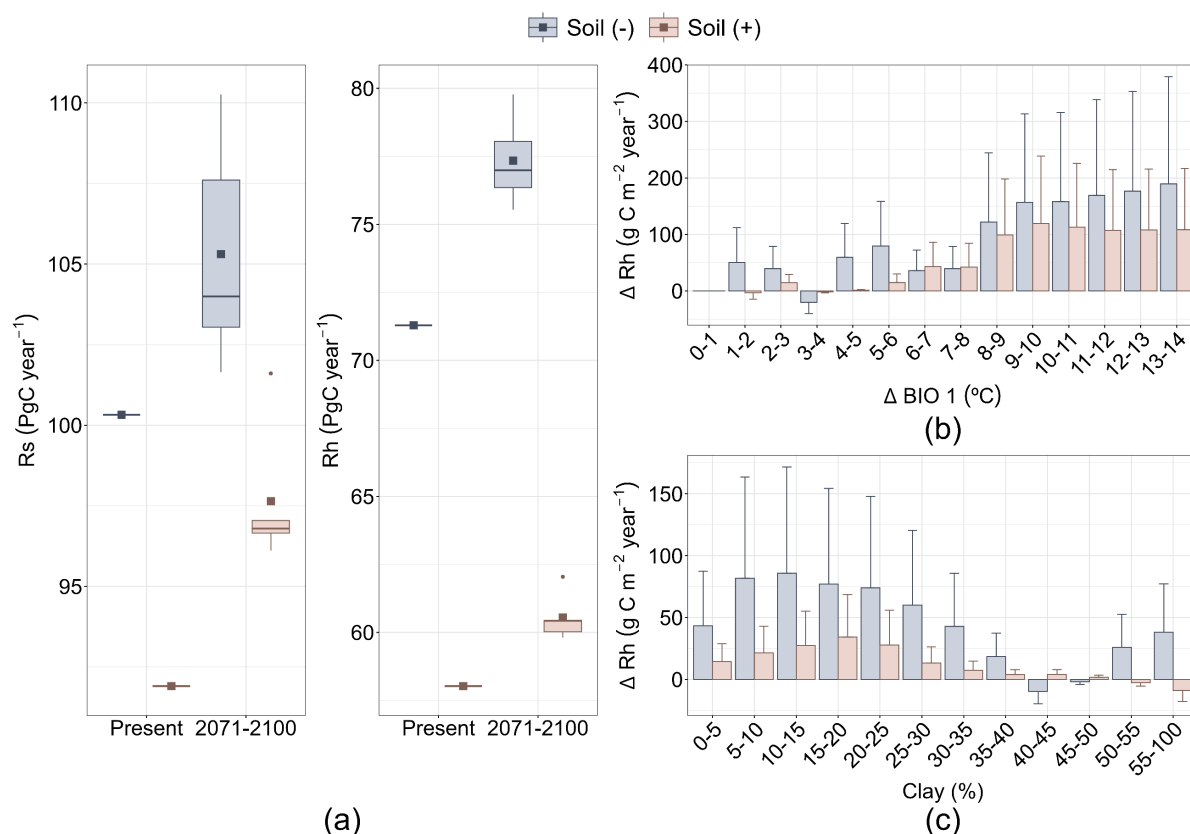 Soil (-) Soil (+)
Rs (PgC year⁻¹)
110
105
100
95
Present 2071-2100
Rh (PgC year⁻¹)
80
75
70
65
60
Present 2071-2100
(a)
Δ Rh (g C m⁻² year⁻¹)
400
300
200
100
0
0-1 1-2 2-3 3-4 4-5 5-6 6-7 7-8 8-9 9-10 10-11 11-12 12-13 13-14
Δ BIO 1 (ºC)
(b)
Δ Rh (g C m⁻² year⁻¹)
150
100
50
0
0-5 5-10 10-15 15-20 20-25 25-30 30-35 35-40 40-45 45-50 50-55 55-100
Clay (%)
(c)